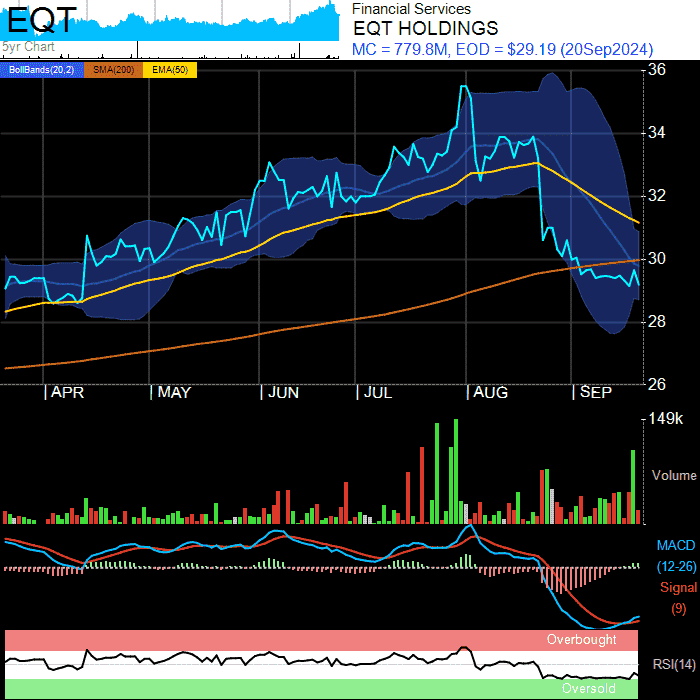 EQT
5yr Chart
Financial Services
EQT HOLDINGS
MC = 779.8M, EOD = $29.19 (20Sep2024)
BollBands(20,2) SMA(200) EMA(50)
36
34
32
30
28
26
APR MAY JUN JUL AUG SEP
149k
Volume
MACD
(12-26)
Signal
(9)
Overbought
RSI(14)
Oversold